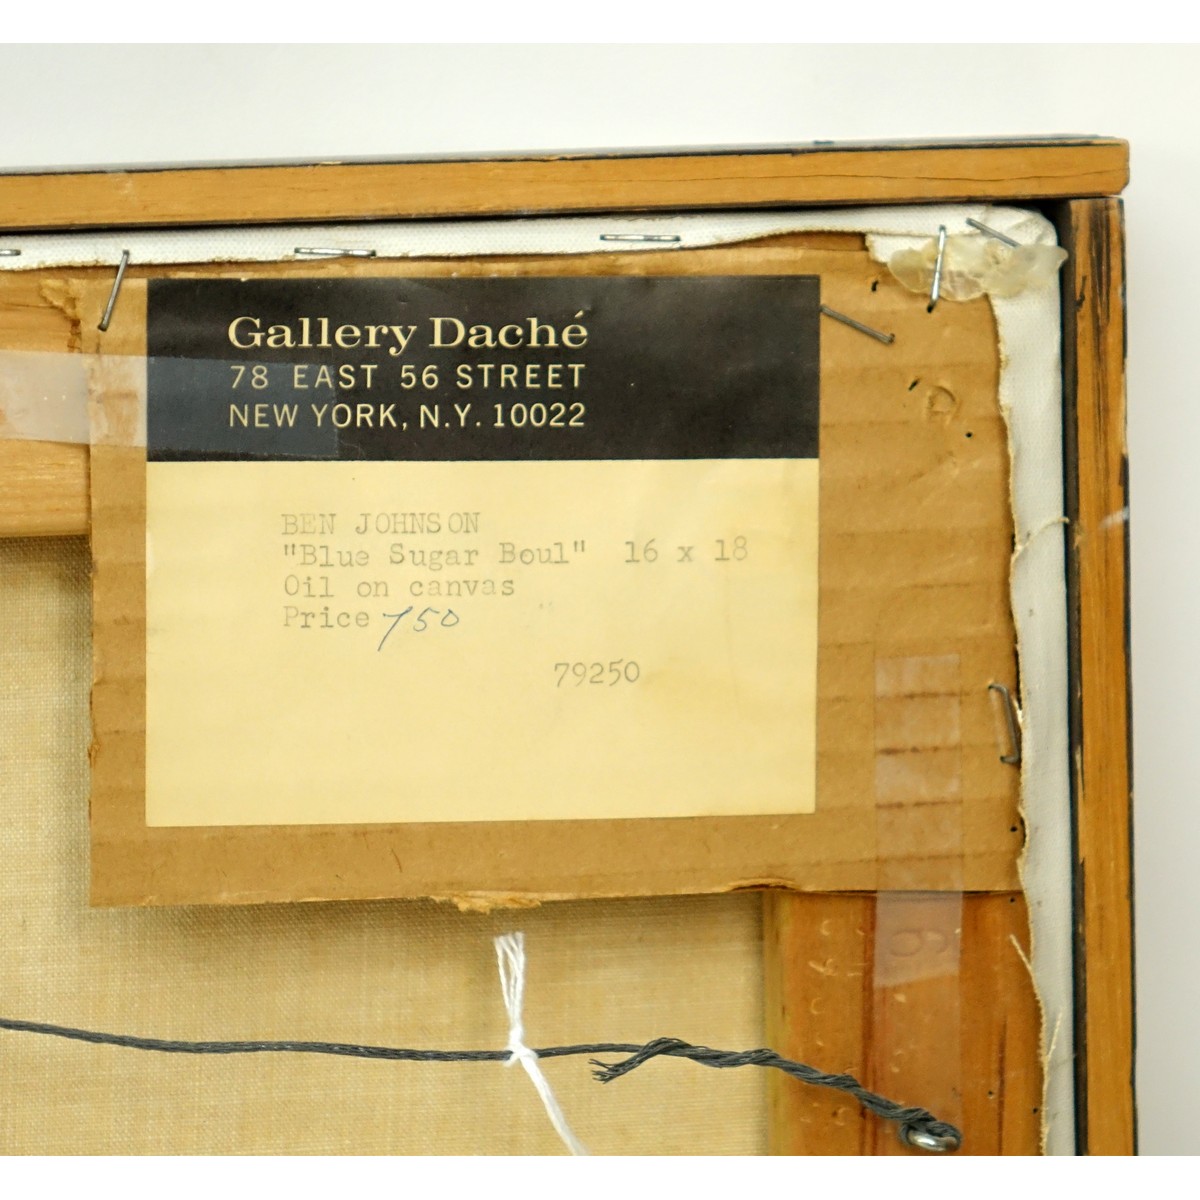 Gallery Daché
78 EAST 56 STREET
NEW YORK, N.Y. 10022
BEN JOHNSON
"Blue Sugar Boul" 16 x 18
Oil on canvas
Price 750
79250